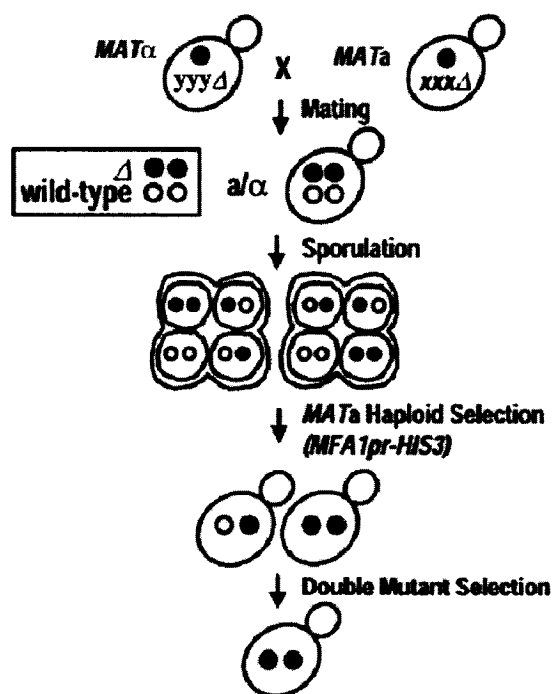 MATα
yyyΔ
X
MATa
xxxΔ
Mating
Δ
wild-type
a/α
Sporulation
MATa Haploid Selection
(MFA1pr-HIS3)
Double Mutant Selection